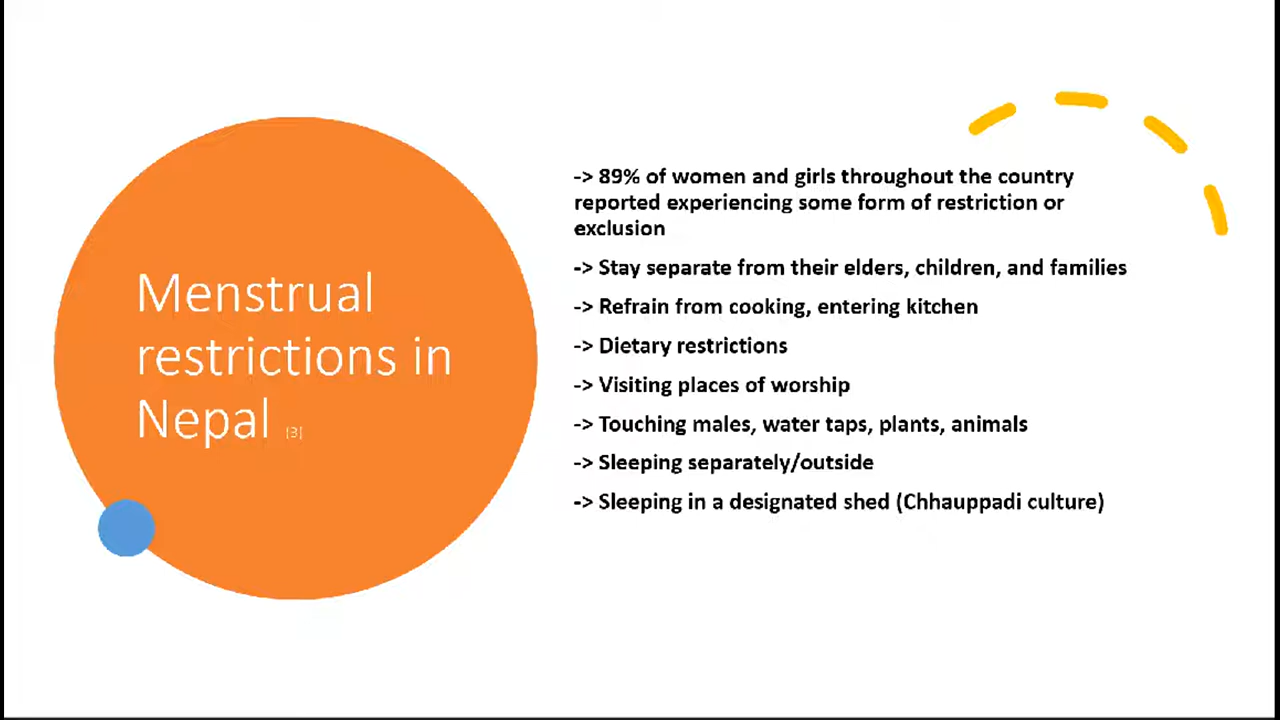 Menstrual
restrictions in
Nepal [3]
-> 89% of women and girls throughout the country
reported experiencing some form of restriction or
exclusion
-> Stay separate from their elders, children, and families
-> Refrain from cooking, entering kitchen
-> Dietary restrictions
-> Visiting places of worship
-> Touching males, water taps, plants, animals
-> Sleeping separately/outside
-> Sleeping in a designated shed (Chhauppadi culture)